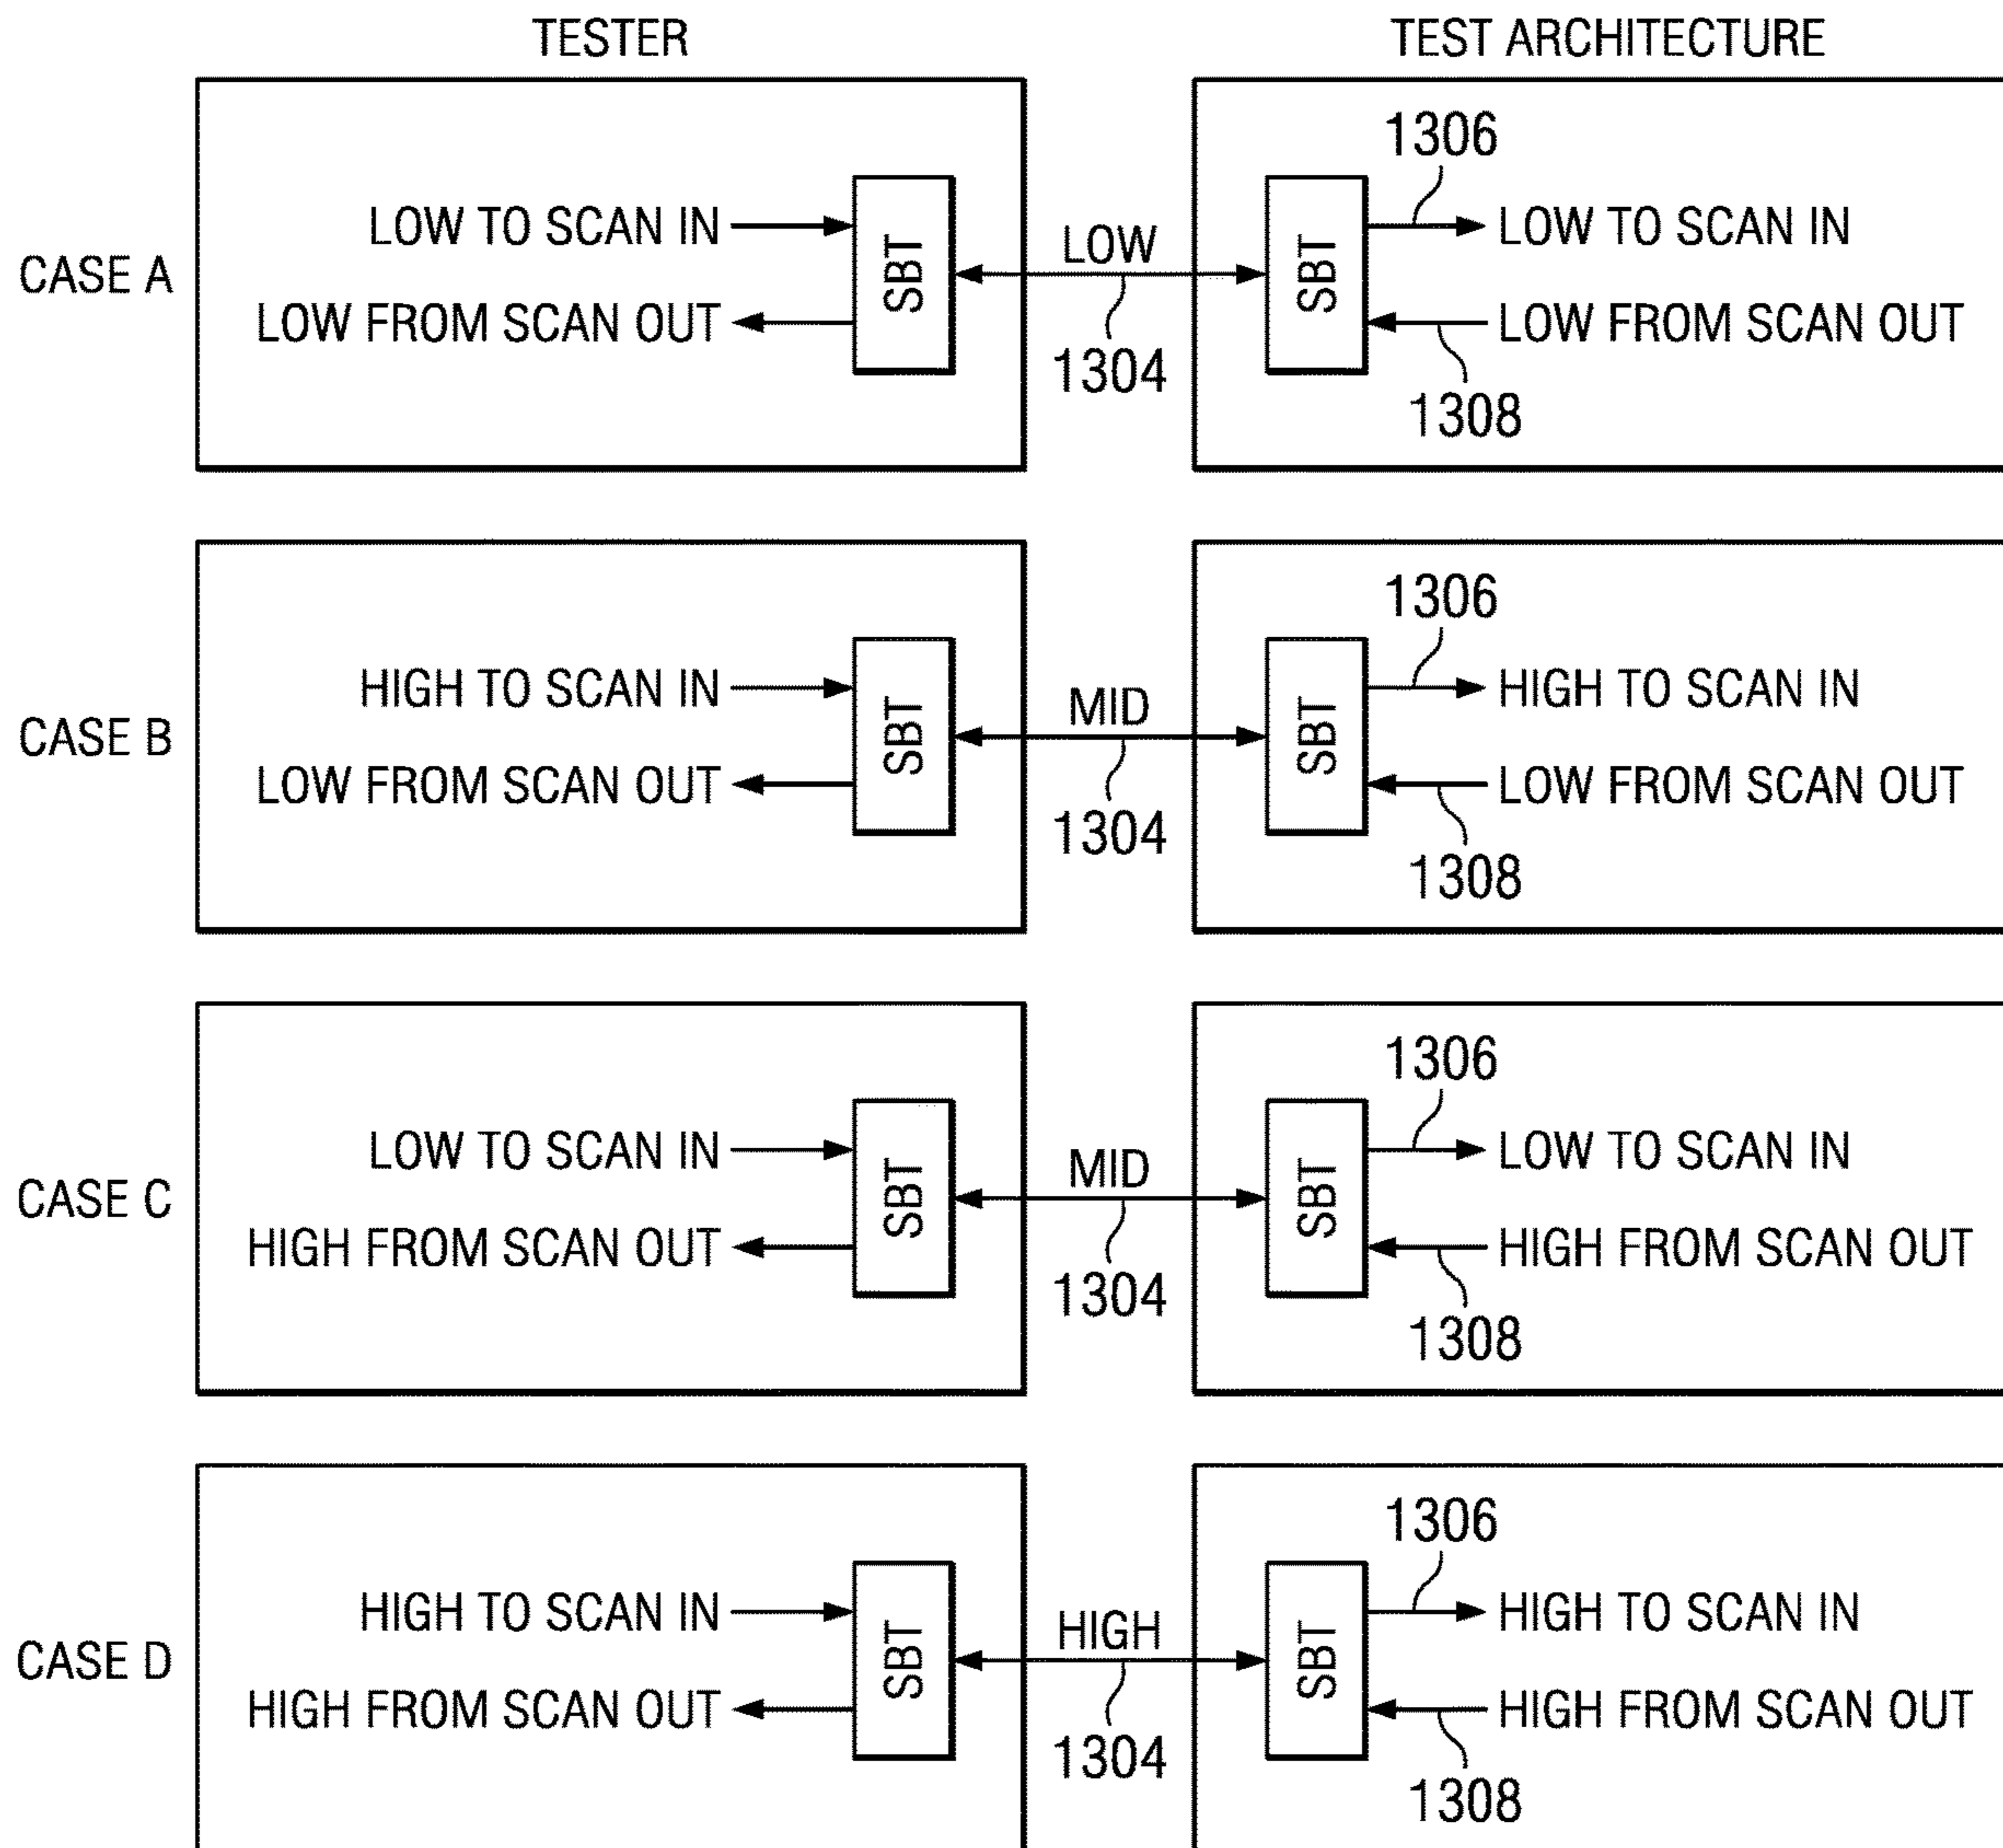 TESTER
TEST ARCHITECTURE
CASE A
LOW TO SCAN IN
LOW FROM SCAN OUT
SBT
LOW
1304
SBT
1306
LOW TO SCAN IN
LOW FROM SCAN OUT
1308
CASE B
HIGH TO SCAN IN
LOW FROM SCAN OUT
SBT
MID
1304
SBT
1306
HIGH TO SCAN IN
LOW FROM SCAN OUT
1308
CASE C
LOW TO SCAN IN
HIGH FROM SCAN OUT
SBT
MID
1304
SBT
1306
LOW TO SCAN IN
HIGH FROM SCAN OUT
1308
CASE D
HIGH TO SCAN IN
HIGH FROM SCAN OUT
SBT
HIGH
1304
SBT
1306
HIGH TO SCAN IN
HIGH FROM SCAN OUT
1308